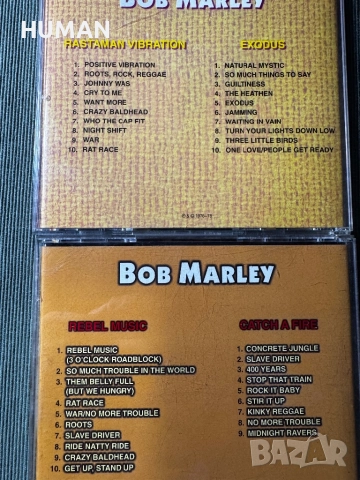 HUMAN
BOB MARLEY
RASTAMAN VIBRATION
1. POSITIVE VIBRATION
2. ROOTS, ROCK, REGGAE
3. JOHNNY WAS
4. CRY TO ME
5. WANT MORE
6. CRAZY BALDHEAD
7. WHO THE CAP FIT
8. NIGHT SHIFT
9. WAR
10. RAT RACE
EXODUS
1. NATURAL MYSTIC
2. SO MUCH THINGS TO SAY
3. GUILTINESS
4. THE HEATHEN
5. EXODUS
6. JAMMING
7. WAITING IN VAIN
8. TURN YOUR LIGHTS DOWN LOW
9. THREE LITTLE BIRDS
10. ONE LOVE/PEOPLE GET READY
BOB MARLEY
REBEL MUSIC
1. REBEL MUSIC
(3 O'CLOCK ROADBLOCK)
2. SO MUCH TROUBLE IN THE WORLD
3. THEM BELLY FULL
(BUT WE HUNGRY)
4. RAT RACE
5. WAR/NO MORE TROUBLE
6. ROOTS
7. SLAVE DRIVER
8. RIDE NATTY RIDE
9. CRAZY BALDHEAD
10. GET UP, STAND UP
CATCH A FIRE
1. CONCRETE JUNGLE
2. SLAVE DRIVER
3. 400 YEARS
4. STOP THAT TRAIN
5. ROCK IT BABY
6. STIR IT UP
7. KINKY REGGAE
8. NO MORE TROUBLE
9. MIDNIGHT RAVERS
bazar